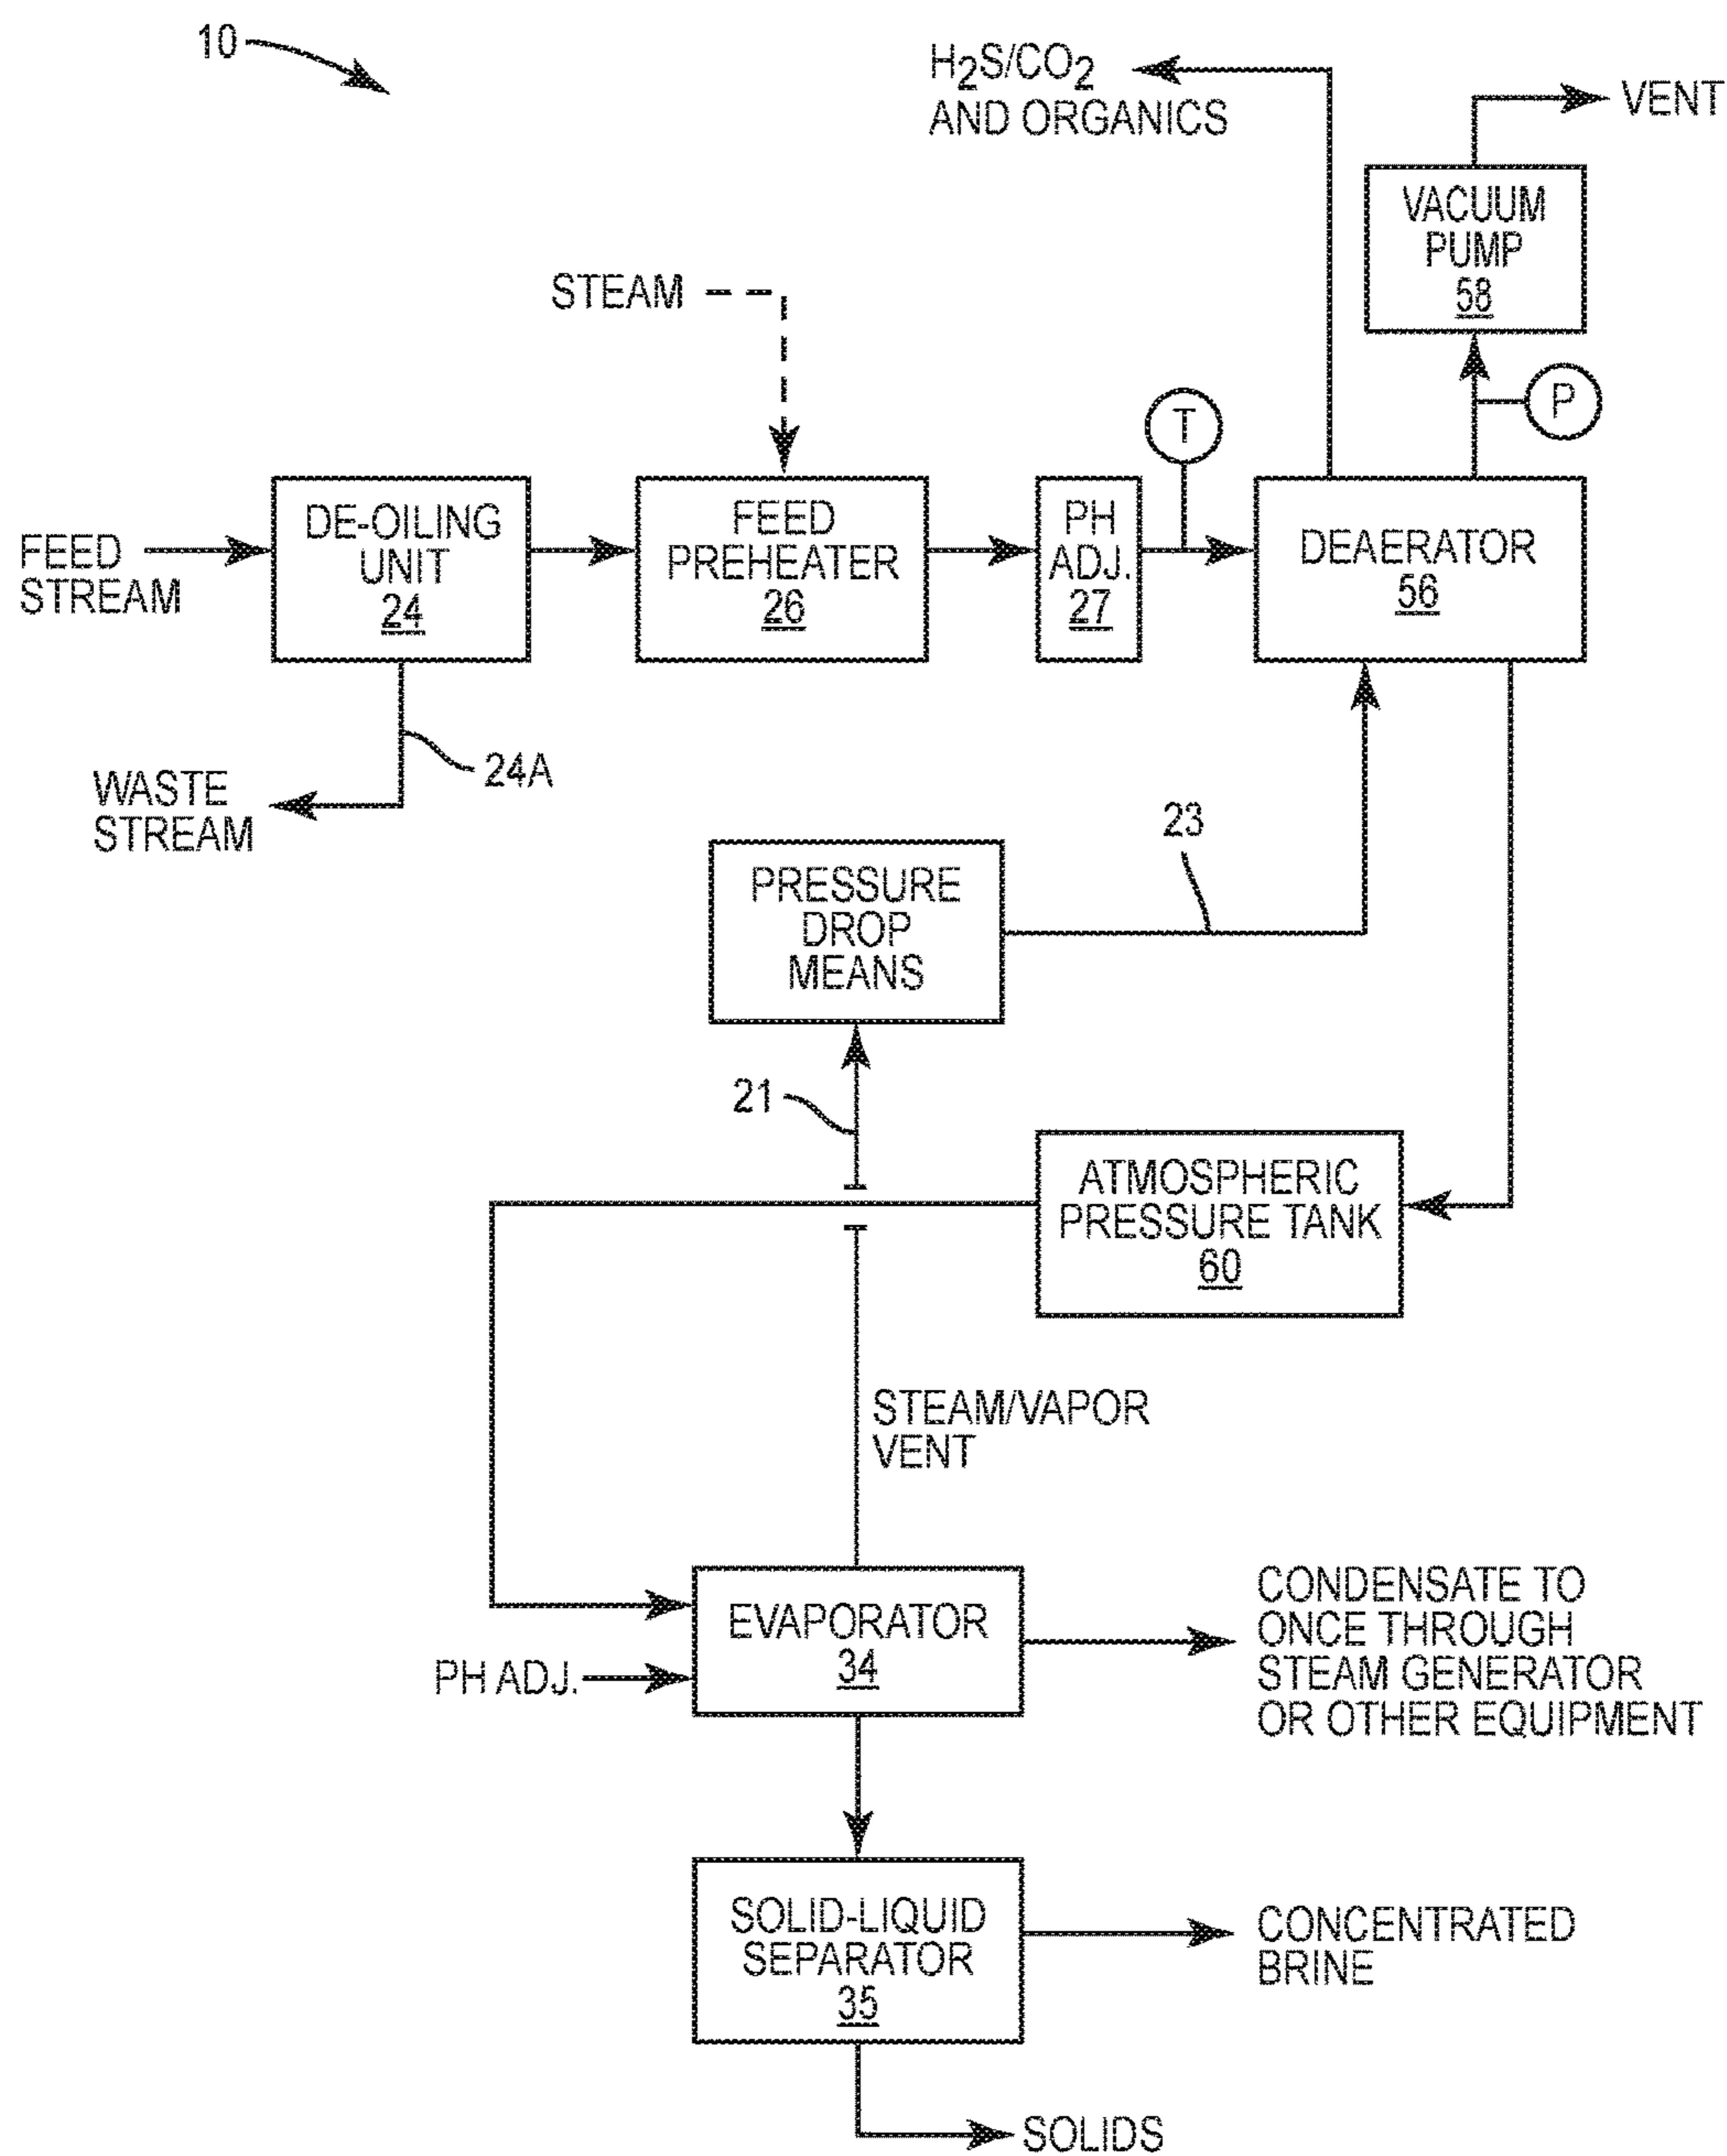 10
H₂S/CO₂
AND ORGANICS
VENT
VACUUM
PUMP
58
STEAM
T
P
FEED
STREAM
DE-OILING
UNIT
24
FEED
PREHEATER
26
PH
ADJ.
27
DEAERATOR
56
24A
WASTE
STREAM
23
PRESSURE
DROP
MEANS
21
ATMOSPHERIC
PRESSURE TANK
60
STEAM/VAPOR
VENT
EVAPORATOR
34
PH ADJ.
CONDENSATE TO
ONCE THROUGH
STEAM GENERATOR
OR OTHER EQUIPMENT
SOLID-LIQUID
SEPARATOR
35
CONCENTRATED
BRINE
SOLIDS